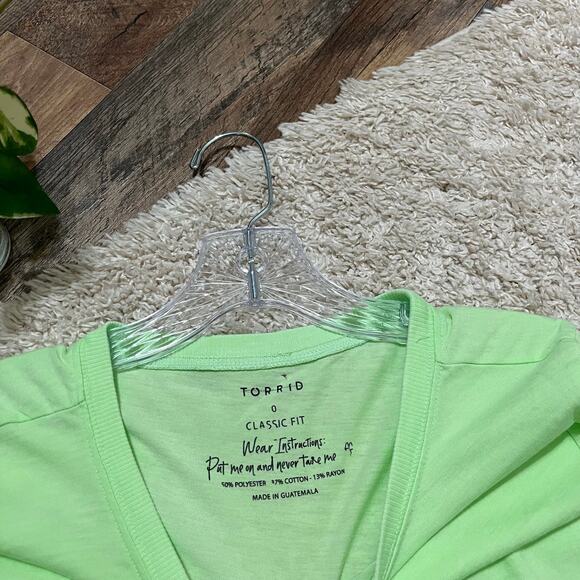 TORRID
0
CLASSIC FIT
Wear Instructions:
Put me on and never take me off
50% POLYESTER 37% COTTON - 13% RAYON
MADE IN GUATEMALA